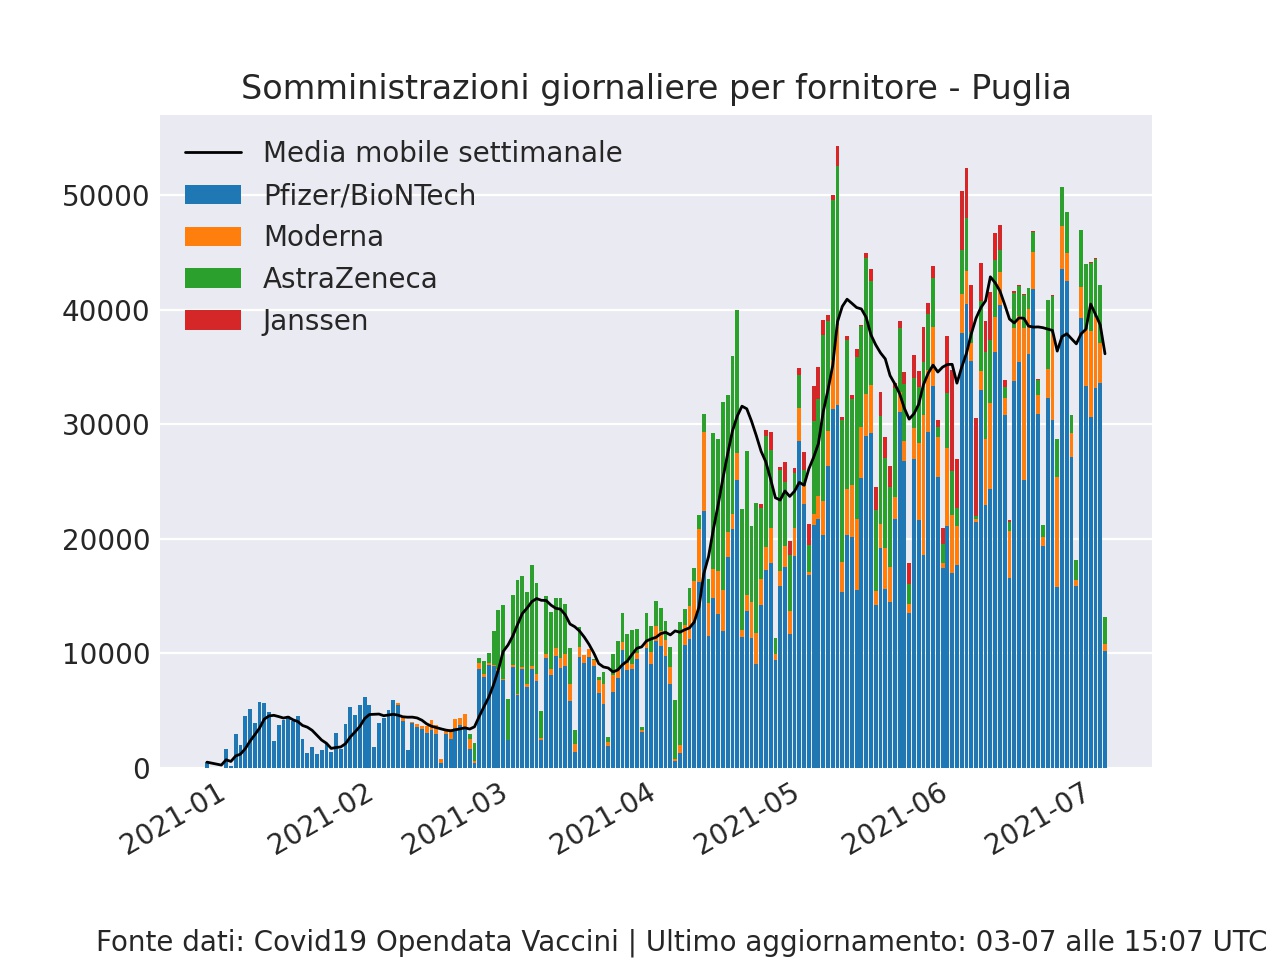 Somministrazioni giornaliere per fornitore - Puglia
Media mobile settimanale
Pfizer/BioNTech
Moderna
AstraZeneca
Janssen
50000
40000
30000
20000
10000
0
2021-01
2021-02
2021-03
2021-04
2021-05
2021-06
2021-07
Fonte dati: Covid19 Opendata Vaccini | Ultimo aggiornamento: 03-07 alle 15:07 UTC